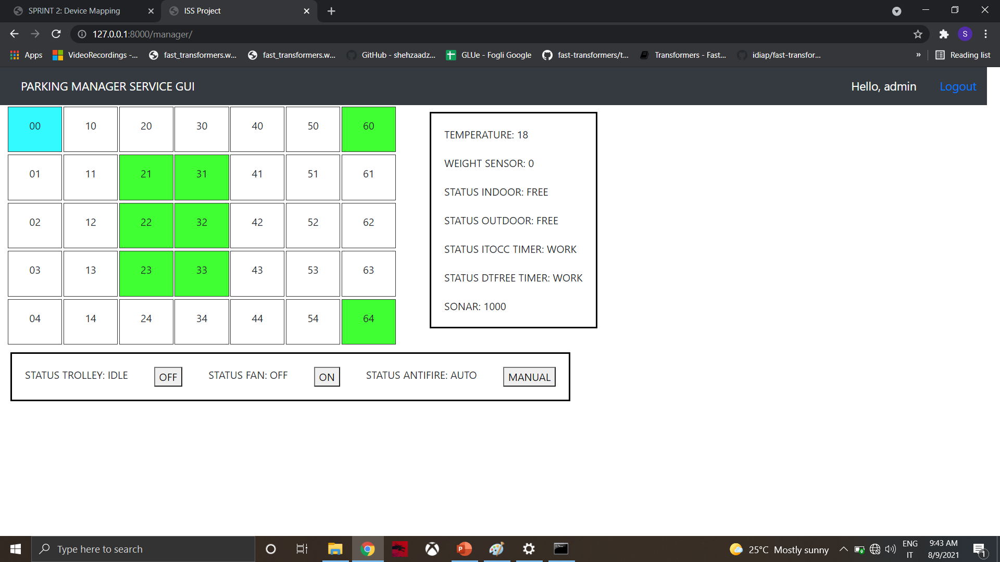 SPRINT 2: Device Mapping
ISS Project
127.0.0.1:8000/manager/
S
Apps
VideoRecordings -...
fast_transformers.w...
fast_transformers.w...
GitHub - shehzaadz...
GLUe - Fogli Google
fast-transformers/t...
Transformers - Fast...
idiap/fast-transfor...
»
Reading list
PARKING MANAGER SERVICE GUI
Hello, admin
Logout
00 10 20 30 40 50 60
01 11 21 31 41 51 61
02 12 22 32 42 52 62
03 13 23 33 43 53 63
04 14 24 34 44 54 64
TEMPERATURE: 18
WEIGHT SENSOR: 0
STATUS INDOOR: FREE
STATUS OUTDOOR: FREE
STATUS ITOCC TIMER: WORK
STATUS DTFREE TIMER: WORK
SONAR: 1000
STATUS TROLLEY: IDLE OFF STATUS FAN: OFF ON STATUS ANTIFIRE: AUTO MANUAL
Type here to search
P
25°C Mostly sunny
ENG
IT
9:43 AM
8/9/2021
1